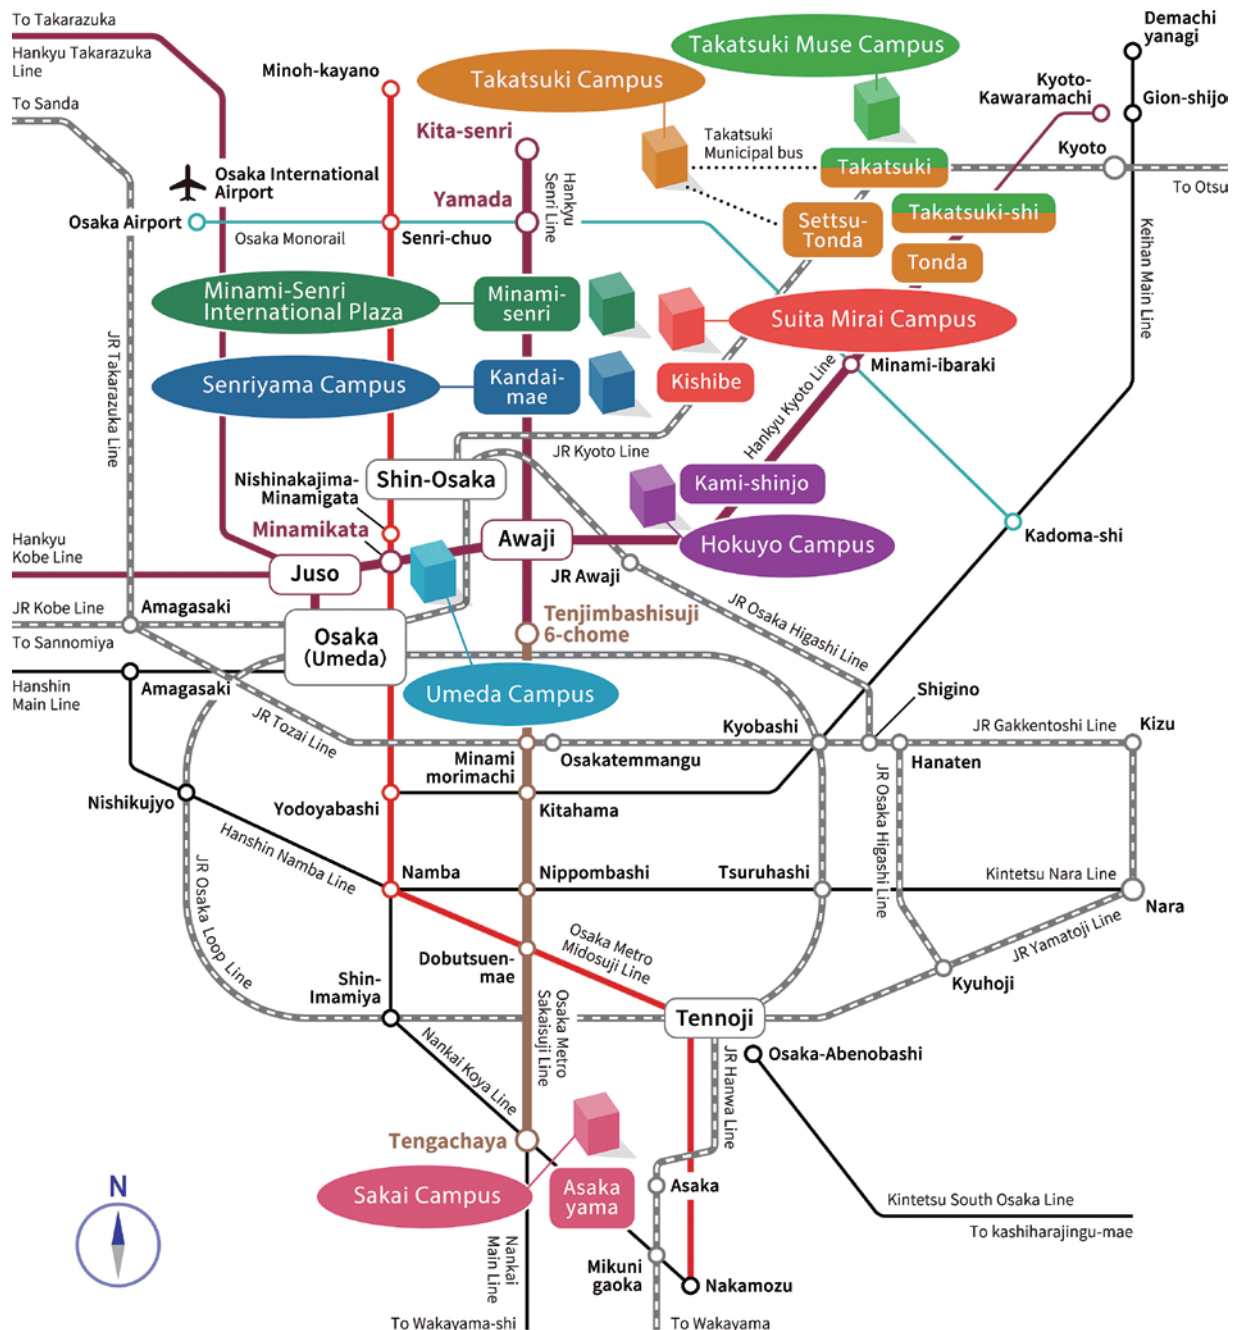 To Takarazuka
Hankyu Takarazuka
Line
To Sanda
Minoh-kayano
Takatsuki Campus
Takatsuki Muse Campus
Demachi
yanagi
Kyoto-
Kawaramachi
Gion-shijo
Kita-senri
Takatsuki
Municipal bus
Takatsuki
Kyoto
To Otsu
Osaka International
Airport
Yamada
Hankyu
Senri Line
Osaka Airport
Osaka Monorail
Senri-chuo
Settsu-
Tonda
Takatsuki-shi
Tonda
Keihan Main Line
Minami-Senri
International Plaza
Minami-
senri
Suita Mirai Campus
JR Takarazuka Line
Senriyama Campus
Kandai-
mae
Kishibe
Minami-ibaraki
Hankyu Kyoto Line
JR Kyoto Line
Nishinakajima-
Minamigata
Shin-Osaka
Kami-shinjo
Minamikata
Awaji
Hokuyo Campus
Kadoma-shi
Hankyu
Kobe Line
Juso
JR Awaji
JR Kobe Line
Amagasaki
Tenjimbashisuji
6-chome
JR Osaka Higashi Line
To Sannomiya
Osaka
(Umeda)
Hanshin
Main Line
Amagasaki
Umeda Campus
Shigino
JR Tozai Line
Kyobashi
JR Gakkentoshi Line
Kizu
Minami
morimachi
Osakatemmangu
Hanaten
Nishikujyo
Yodoyabashi
Kitahama
JR Osaka Higashi Line
Hanshin Namba Line
JR Osaka Loop Line
Namba
Nippombashi
Tsuruhashi
Kintetsu Nara Line
Nara
Osaka Metro
Midosuji Line
JR Yamatoji Line
Dobutsuen-
mae
Shin-
Imamiya
Kyuhoji
Osaka Metro
Sakaisuji Line
Tennoji
Nankai Koya Line
JR Hanwa Line
Osaka-Abenobashi
Tengachaya
Sakai Campus
Asaka
yama
Asaka
N
Kintetsu South Osaka Line
To kashiharajingu-mae
Nankai
Main Line
Mikuni
gaoka
Nakamozu
To Wakayama-shi
To Wakayama